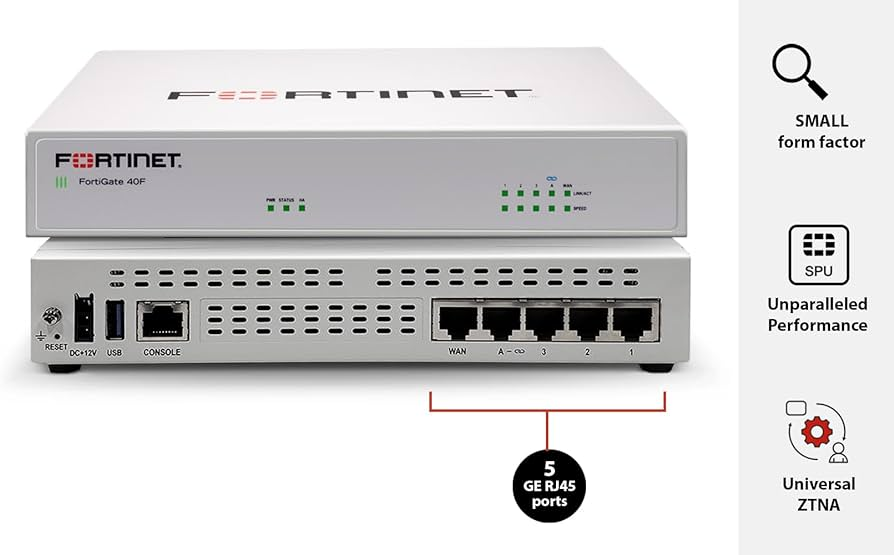 FORTINET
FORTINET
FortiGate 40F
PWR STATUS HA
1 2 3 A WAN
LINK/ACT
SPEED
RESET
DC+12V
USB
CONSOLE
WAN A 3 2 1
5
GE RJ45
ports
SMALL
form factor
SPU
Unparalleled
Performance
Universal
ZTNA